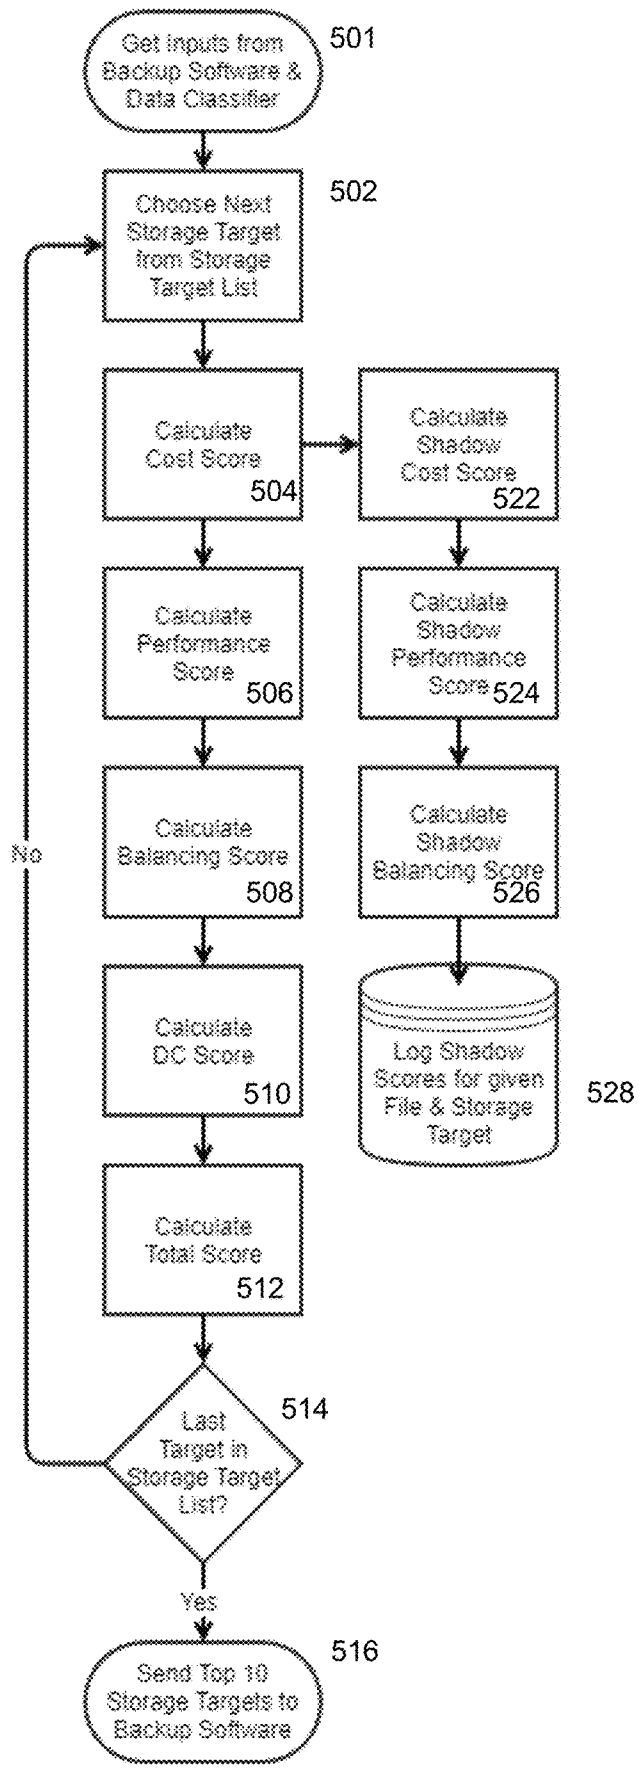 Get Inputs from
Backup Software &
Data Classifier
501
Choose Next
Storage Target
from Storage
Target List
502
Calculate
Cost Score
504
Calculate
Shadow
Cost Score
522
Calculate
Performance
Score
506
Calculate
Shadow
Performance
Score
524
Calculate
Balancing Score
508
Calculate
Shadow
Balancing Score
526
No
Calculate
DC Score
510
Log Shadow
Scores for given
File & Storage
Target
528
Calculate
Total Score
512
Last
Target in
Storage Target
List?
514
Yes
Send Top 10
Storage Targets to
Backup Software
516